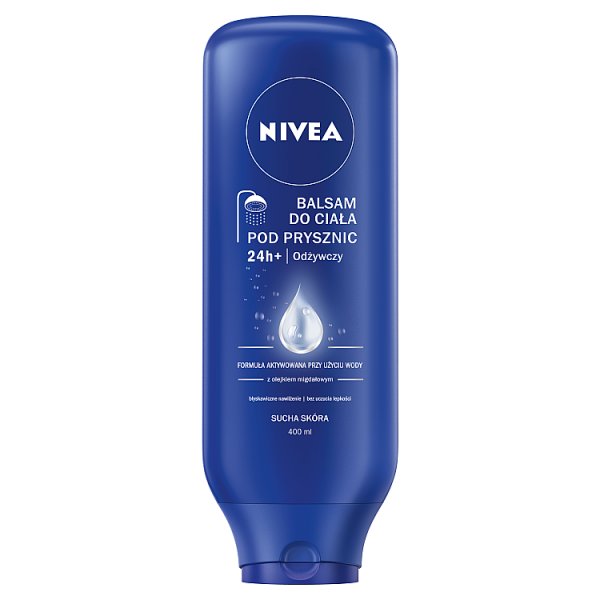 NIVEA
BALSAM
DO CIAŁA
POD PRYSZNIC
24h+ | Odżywczy
FORMUŁA AKTYWOWANA PRZY UŻYCIU WODY
z olejkiem migdałowym
błyskawiczne nawilżenie | bez uczucia lepkości
SUCHA SKÓRA
400 ml